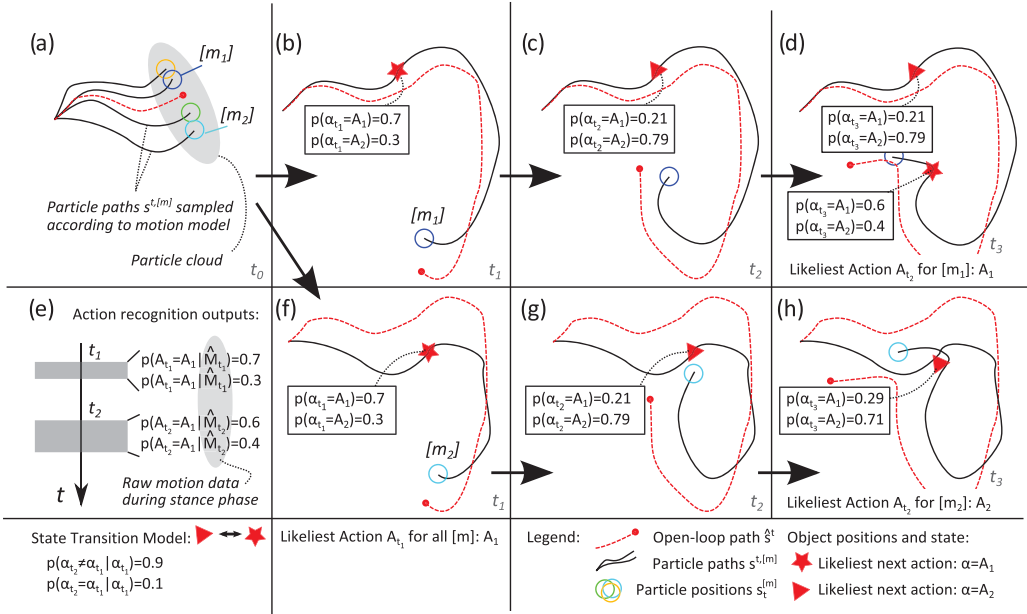 (a)
[m₁]
[m₂]
Particle paths sᵗ,[ᵐ] sampled
according to motion model
Particle cloud
t₀
(b)
p(αt₁=A₁)=0.7
p(αt₁=A₂)=0.3
[m₁]
t₁
(c)
p(αt₂=A₁)=0.21
p(αt₂=A₂)=0.79
t₂
(d)
p(αt₃=A₁)=0.21
p(αt₃=A₂)=0.79
p(αt₃=A₁)=0.6
p(αt₃=A₂)=0.4
t₃
Likeliest Action At₂ for [m₁]: A₁
(e)
Action recognition outputs:
t₁
p(At₁=A₁|M̂t₁)=0.7
p(At₁=A₁|M̂t₁)=0.3
t₂
p(At₂=A₁|M̂t₂)=0.6
p(At₂=A₁|M̂t₂)=0.4
t
Raw motion data
during stance phase
(f)
p(αt₁=A₁)=0.7
p(αt₁=A₂)=0.3
[m₂]
t₁
(g)
p(αt₂=A₁)=0.21
p(αt₂=A₂)=0.79
t₂
(h)
p(αt₃=A₁)=0.29
p(αt₃=A₂)=0.71
t₃
Likeliest Action At₂ for [m₂]: A₂
State Transition Model:
p(αt₂≠αt₁|αt₁)=0.9
p(αt₂=αt₁|αt₁)=0.1
Likeliest Action At₁ for all [m]: A₁
Legend:
Open-loop path ŝᵗ
Particle paths sᵗ,[ᵐ]
Particle positions sₜ[ᵐ]
Object positions and state:
Likeliest next action: α=A₁
Likeliest next action: α=A₂